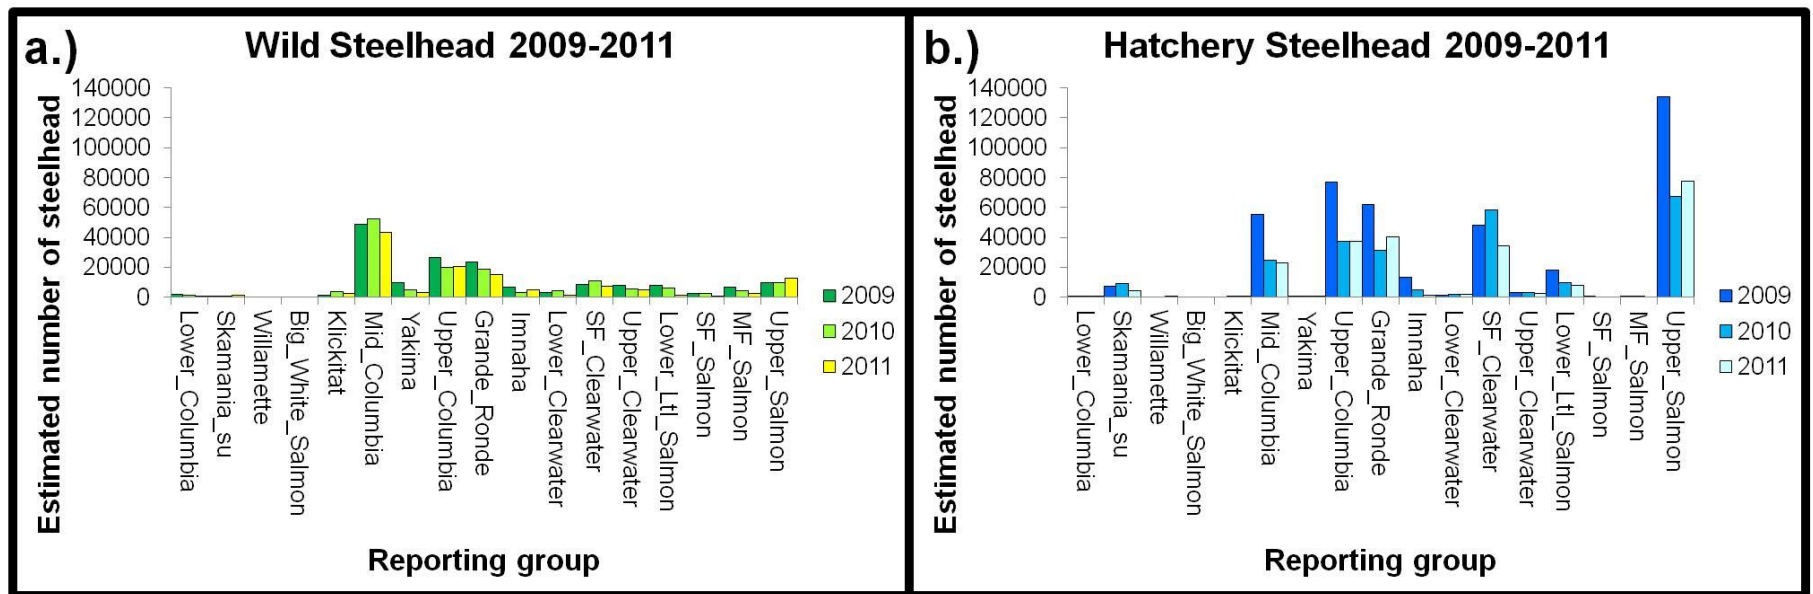 a.)
Wild Steelhead 2009-2011
Estimated number of steelhead
140000
120000
100000
80000
60000
40000
20000
0
Lower_Columbia
Skamania_su
Willamette
Big_White_Salmon
Klickitat
Mid_Columbia
Yakima
Upper_Columbia
Grande_Ronde
Imnaha
Lower_Clearwater
SF_Clearwater
Upper_Clearwater
Lower_Ltl_Salmon
SF_Salmon
MF_Salmon
Upper_Salmon
Reporting group
2009
2010
2011
b.)
Hatchery Steelhead 2009-2011
Estimated number of steelhead
140000
120000
100000
80000
60000
40000
20000
0
Lower_Columbia
Skamania_su
Willamette
Big_White_Salmon
Klickitat
Mid_Columbia
Yakima
Upper_Columbia
Grande_Ronde
Imnaha
Lower_Clearwater
SF_Clearwater
Upper_Clearwater
Lower_Ltl_Salmon
SF_Salmon
MF_Salmon
Upper_Salmon
Reporting group
2009
2010
2011